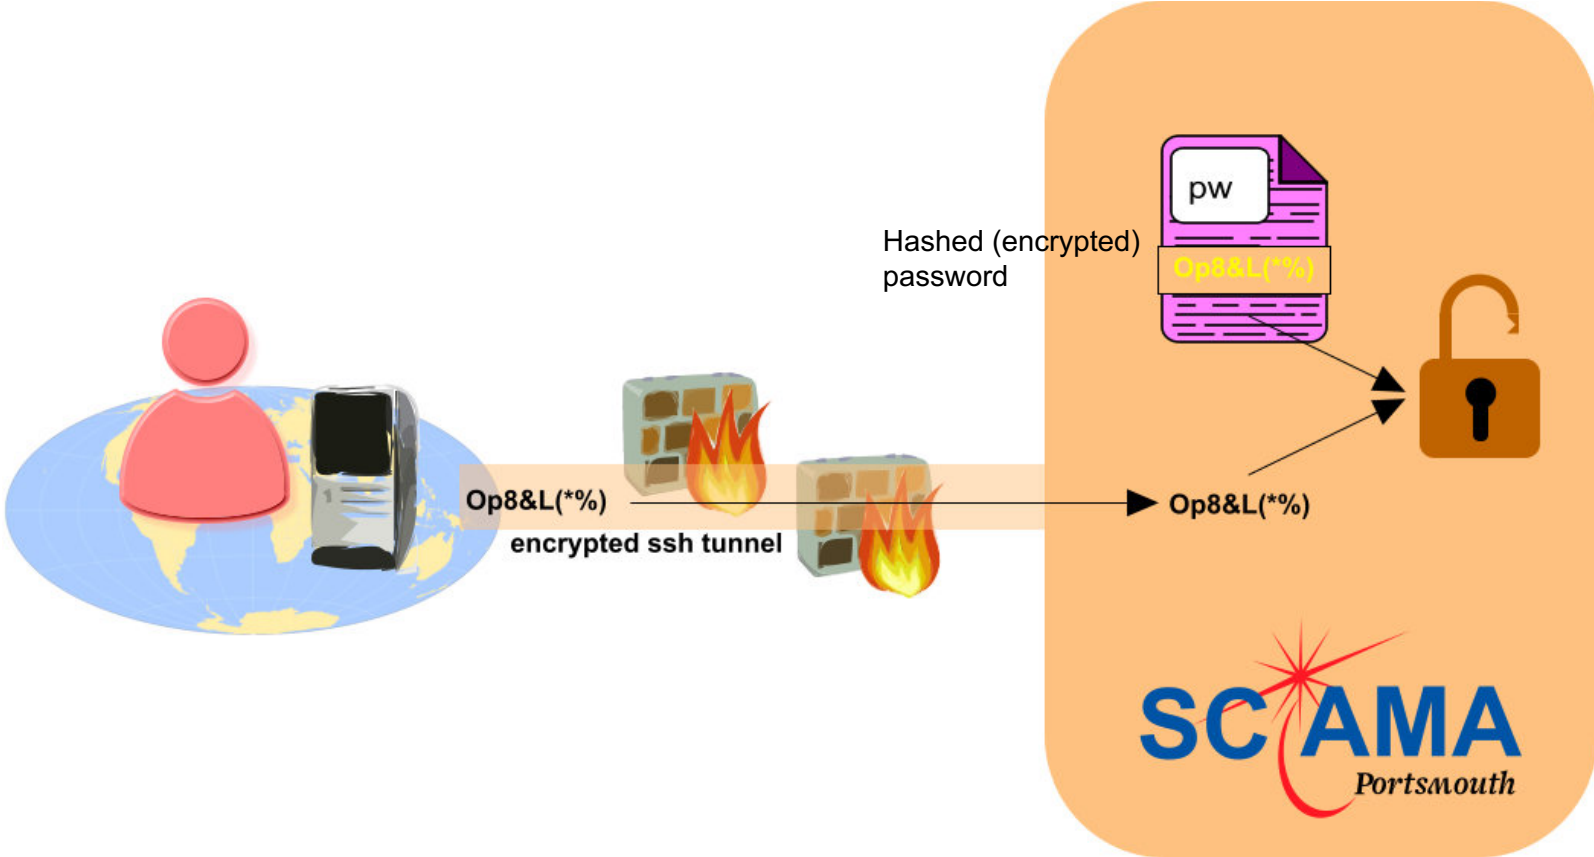 pw
Hashed (encrypted)
password
Op8&L(*%)
Op8&L(*%)
Op8&L(*%)
encrypted ssh tunnel
SCIAMA
Portsmouth